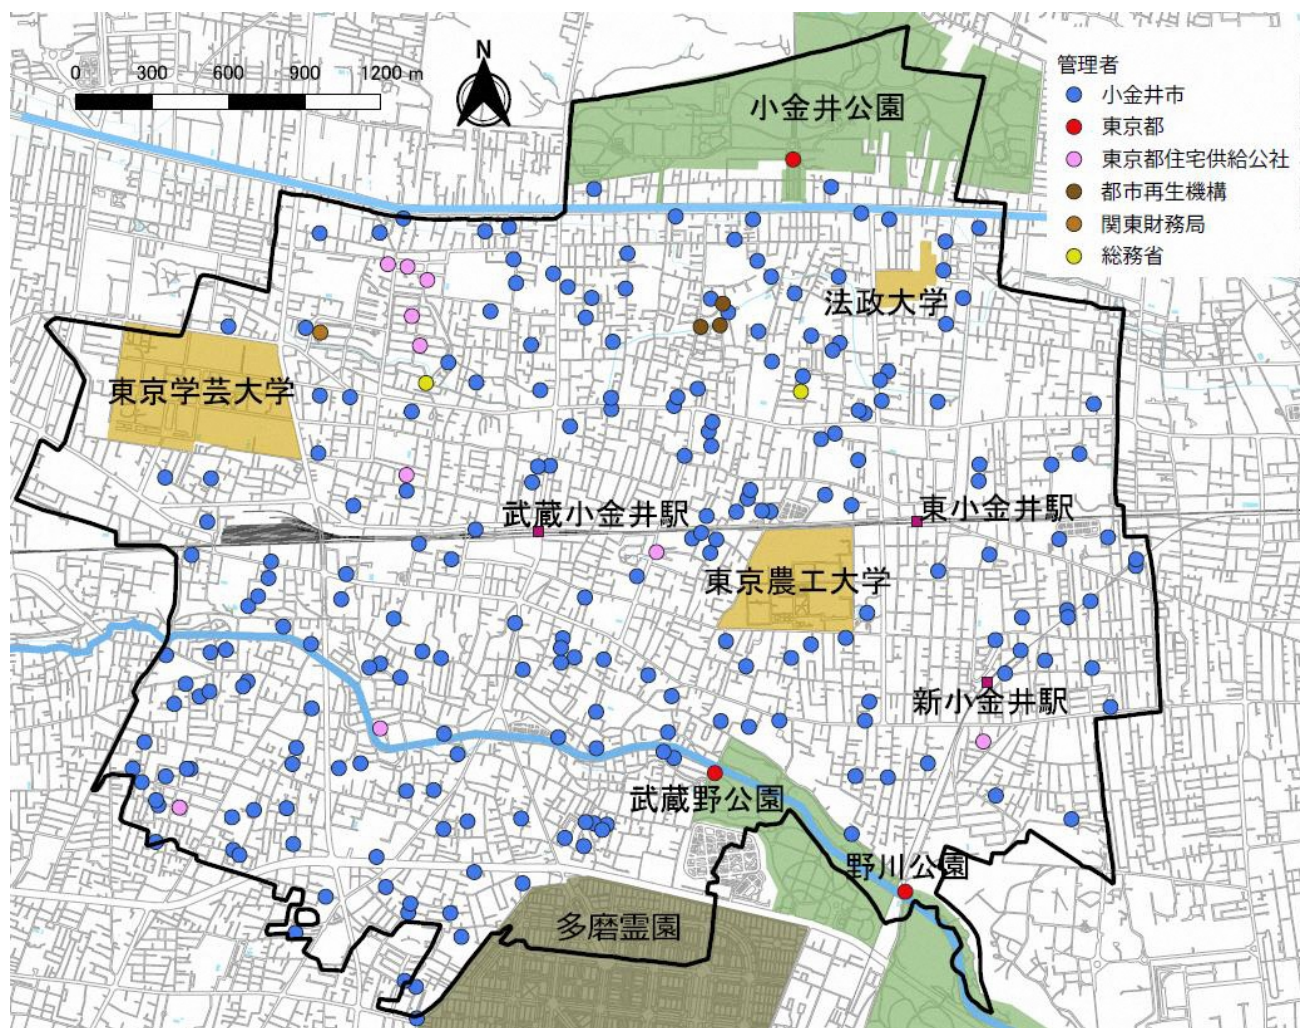 0 300 600 900 1200 m
N
管理者
小金井市
東京都
東京都住宅供給公社
都市再生機構
関東財務局
総務省
小金井公園
法政大学
東京学芸大学
武蔵小金井駅
東小金井駅
東京農工大学
新小金井駅
武蔵野公園
野川公園
多磨霊園